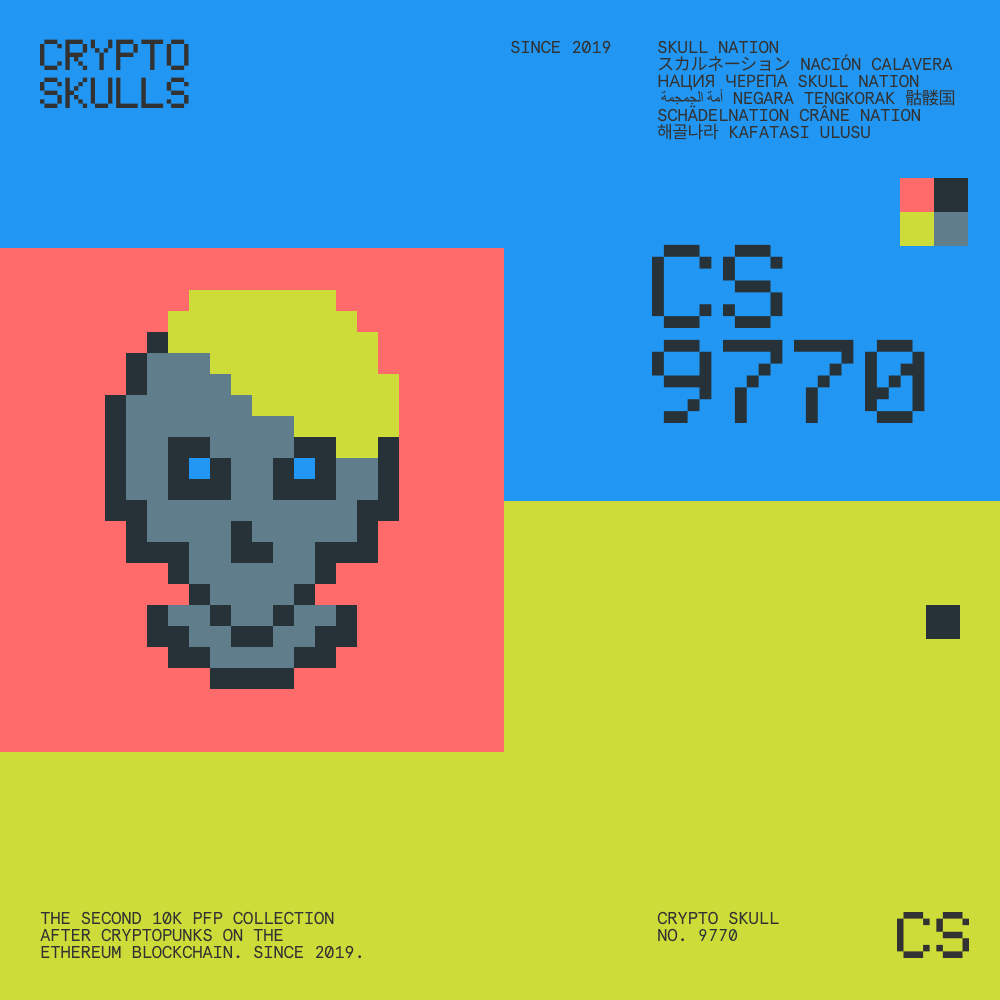 CRYPTO
SKULLS
SINCE 2019
SKULL NATION
スカルネーション NACIÓN CALAVERA
НАЦИЯ ЧЕРЕПА SKULL NATION
أمة الجمجمة NEGARA TENGKORAK 骷髅国
SCHÄDELNATION CRÂNE NATION
해골나라 KAFATASI ULUSU
CS
9770
THE SECOND 10K PFP COLLECTION
AFTER CRYPTOPUNKS ON THE
ETHEREUM BLOCKCHAIN. SINCE 2019.
CRYPTO SKULL
NO. 9770
CS